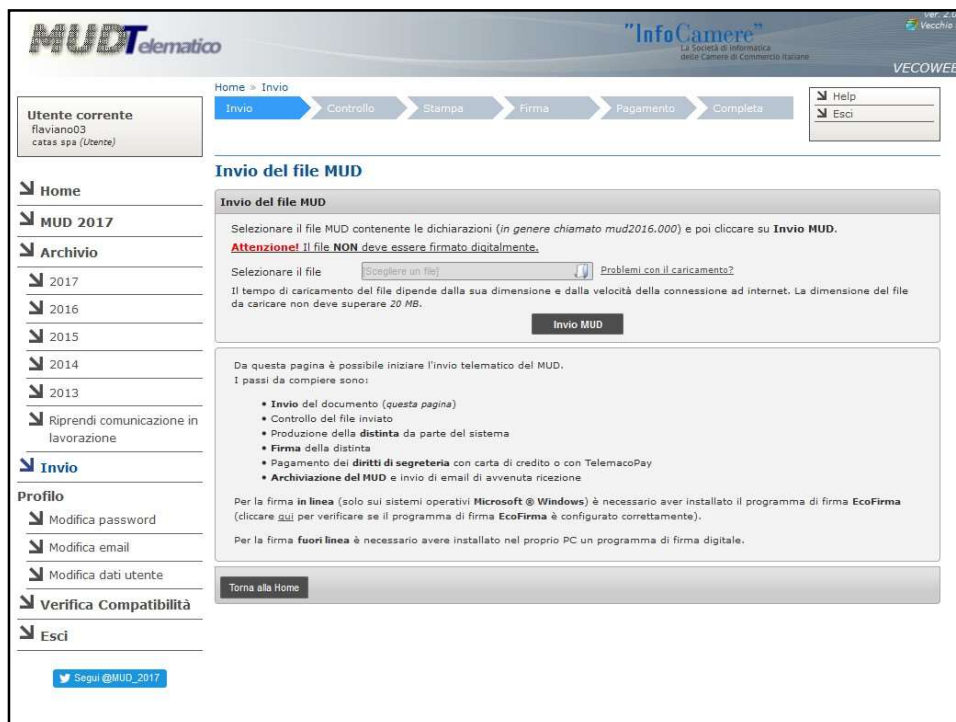 MUDTelematico
"InfoCamere"
La Società di informatica
delle Camere di Commercio Italiane
ver. 2.0
Vecchio
VECOWEB
Utente corrente
flaviano03
catas spa (Utente)
Home » Invio
Invio Controllo Stampa Firma Pagamento Completa
Help
Esci
Home
MUD 2017
Archivio
2017
2016
2015
2014
2013
Riprendi comunicazione in
lavorazione
Invio
Profilo
Modifica password
Modifica email
Modifica dati utente
Verifica Compatibilità
Esci
Segui @MUD_2017
Invio del file MUD
Invio del file MUD
Selezionare il file MUD contenente le dichiarazioni (in genere chiamato mud2016.000) e poi cliccare su Invio MUD.
Attenzione! Il file NON deve essere firmato digitalmente.
Selezionare il file [Scegliere un file] Problemi con il caricamento?
Il tempo di caricamento del file dipende dalla sua dimensione e dalla velocità della connessione ad internet. La dimensione del file
da caricare non deve superare 20 MB.
Invio MUD
Da questa pagina è possibile iniziare l'invio telematico del MUD.
I passi da compiere sono:
• Invio del documento (questa pagina)
• Controllo del file inviato
• Produzione della distinta da parte del sistema
• Firma della distinta
• Pagamento dei diritti di segreteria con carta di credito o con TelemacoPay
• Archiviazione del MUD e invio di email di avvenuta ricezione
Per la firma in linea (solo sui sistemi operativi Microsoft ® Windows) è necessario aver installato il programma di firma EcoFirma
(cliccare qui per verificare se il programma di firma EcoFirma è configurato correttamente).
Per la firma fuori linea è necessario avere installato nel proprio PC un programma di firma digitale.
Torna alla Home